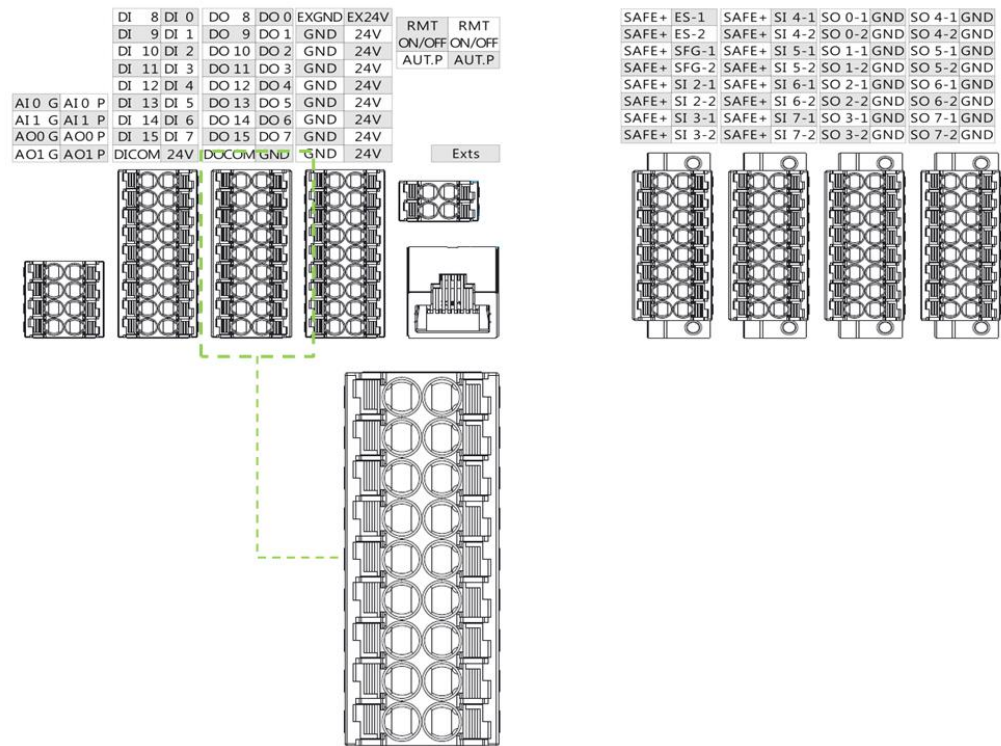 DI 8 DI 0 DO 8 DO 0 EXGND EX24V
DI 9 DI 1 DO 9 DO 1 GND 24V
DI 10 DI 2 DO 10 DO 2 GND 24V
DI 11 DI 3 DO 11 DO 3 GND 24V
DI 12 DI 4 DO 12 DO 4 GND 24V
AI0 G AI0 P DI 13 DI 5 DO 13 DO 5 GND 24V
AI1 G AI1 P DI 14 DI 6 DO 14 DO 6 GND 24V
AO0 G AO0 P DI 15 DI 7 DO 15 DO 7 GND 24V
AO1 G AO1 P DICOM 24V DOCOM GND GND 24V
RMT RMT
ON/OFF ON/OFF
AUT.P AUT.P
Exts
SAFE+ ES-1 SAFE+ SI 4-1 SO 0-1 GND SO 4-1 GND
SAFE+ ES-2 SAFE+ SI 4-2 SO 0-2 GND SO 4-2 GND
SAFE+ SFG-1 SAFE+ SI 5-1 SO 1-1 GND SO 5-1 GND
SAFE+ SFG-2 SAFE+ SI 5-2 SO 1-2 GND SO 5-2 GND
SAFE+ SI 2-1 SAFE+ SI 6-1 SO 2-1 GND SO 6-1 GND
SAFE+ SI 2-2 SAFE+ SI 6-2 SO 2-2 GND SO 6-2 GND
SAFE+ SI 3-1 SAFE+ SI 7-1 SO 3-1 GND SO 7-1 GND
SAFE+ SI 3-2 SAFE+ SI 7-2 SO 3-2 GND SO 7-2 GND